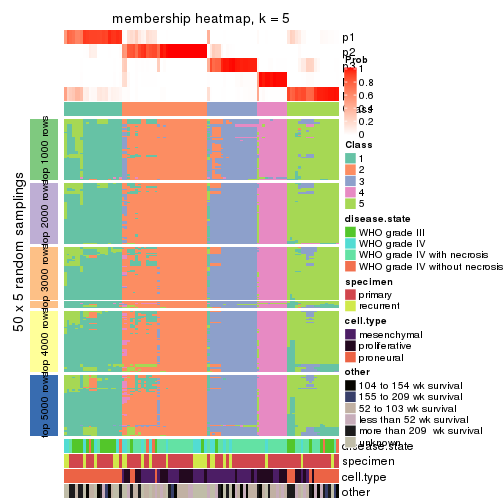 membership heatmap, k = 5
p1
p2
Prob
1
0.8
0.6
0.4
0.2
0
50 x 5 random samplings
top 1000 rows
top 2000 rows
top 3000 rows
top 4000 rows
top 5000 rows
Class
1
2
3
4
5
disease.state
WHO grade III
WHO grade IV
WHO grade IV with necrosis
WHO grade IV without necrosis
specimen
primary
recurrent
cell.type
mesenchymal
proliferative
proneural
other
104 to 154 wk survival
155 to 209 wk survival
52 to 103 wk survival
less than 52 wk survival
more than 209 wk survival
unknown
disease.state
specimen
cell.type
other